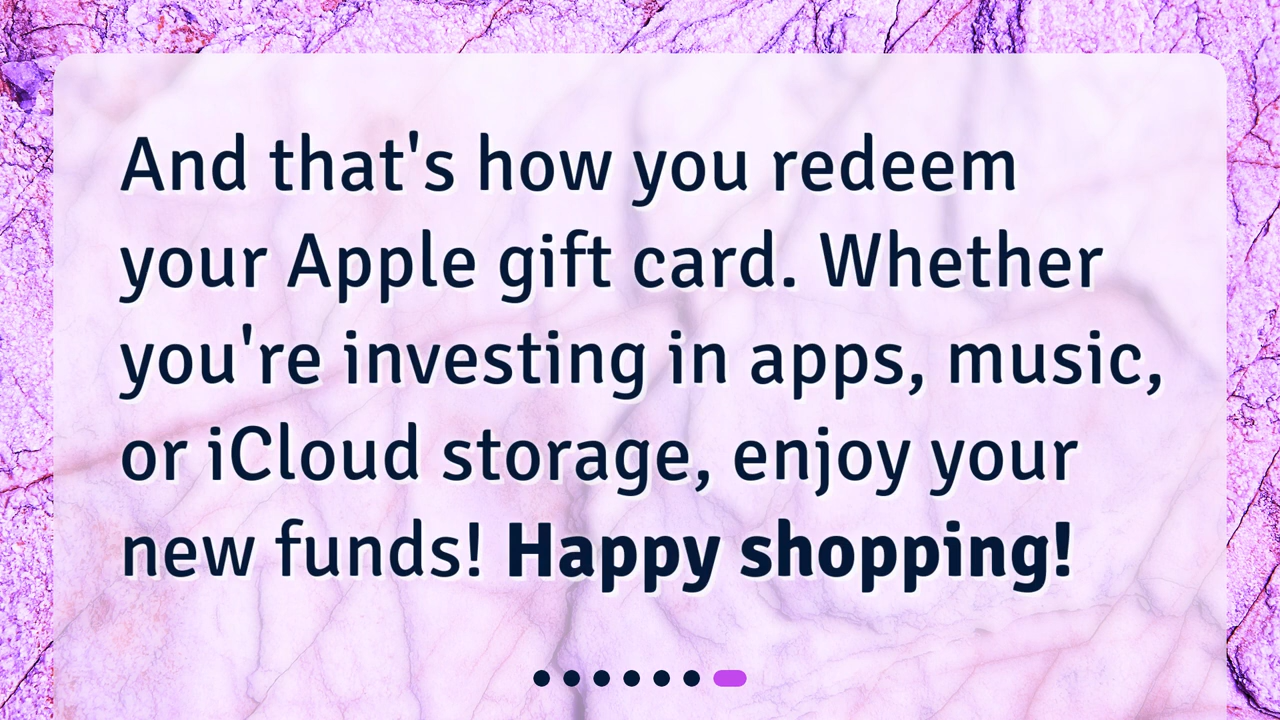 And that's how you redeem
your Apple gift card. Whether
you're investing in apps, music,
or iCloud storage, enjoy your
new funds! Happy shopping!